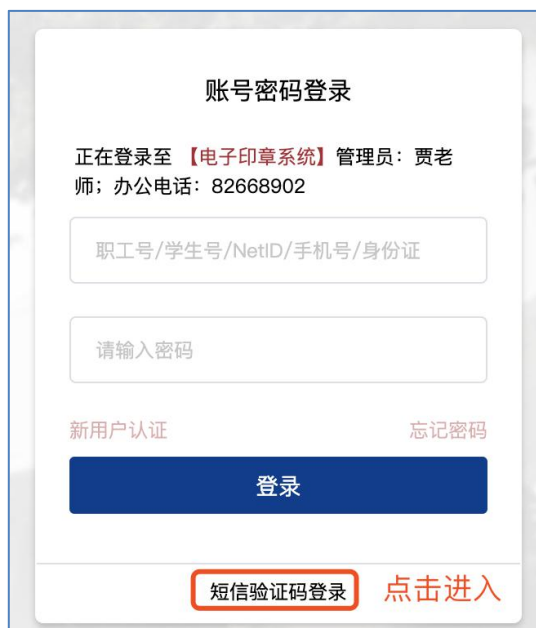 账号密码登录
正在登录至 【电子印章系统】管理员：贾老
师；办公电话：82668902
职工号/学生号/NetID/手机号/身份证
请输入密码
新用户认证 忘记密码
登录
短信验证码登录 点击进入